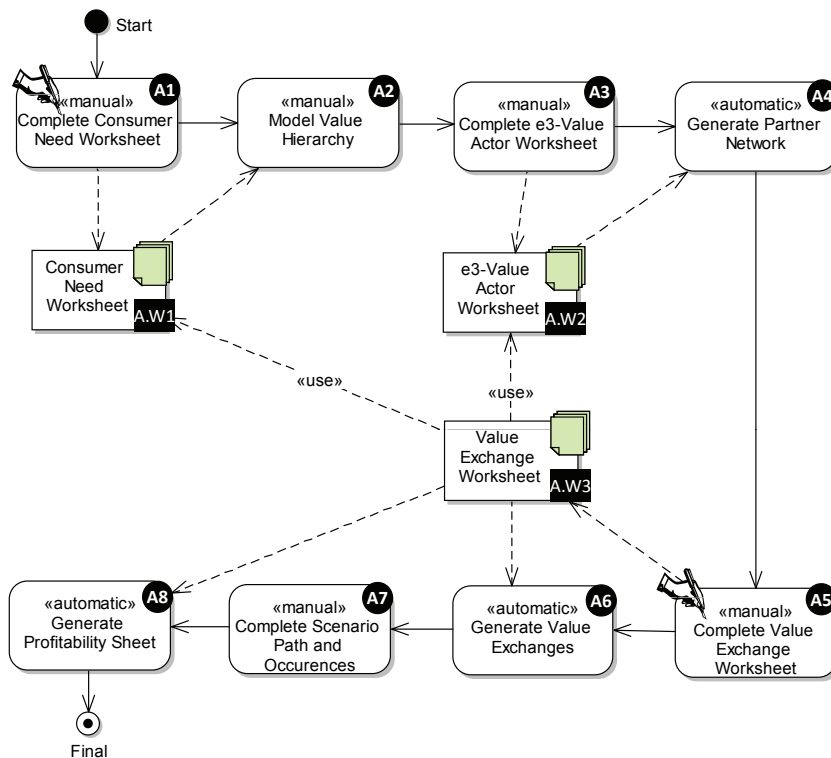 Start
A1
«manual»
Complete Consumer
Need Worksheet
A2
«manual»
Model Value
Hierarchy
A3
«manual»
Complete e3-Value
Actor Worksheet
A4
«automatic»
Generate Partner
Network
Consumer
Need
Worksheet
A.W1
e3-Value
Actor
Worksheet
A.W2
«use»
«use»
Value
Exchange
Worksheet
A.W3
A8
«automatic»
Generate
Profitability Sheet
A7
«manual»
Complete Scenario
Path and
Occurences
A6
«automatic»
Generate Value
Exchanges
A5
«manual»
Complete Value
Exchange
Worksheet
Final